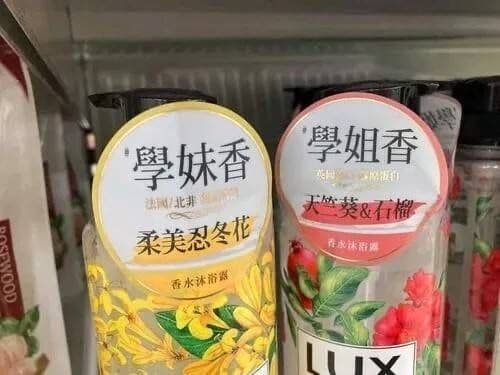 學妹香
法國/北非
柔美忍冬花
香水沐浴露
學姐香
天竺葵&石榴
香水沐浴露
LUX
ROSEWOOD